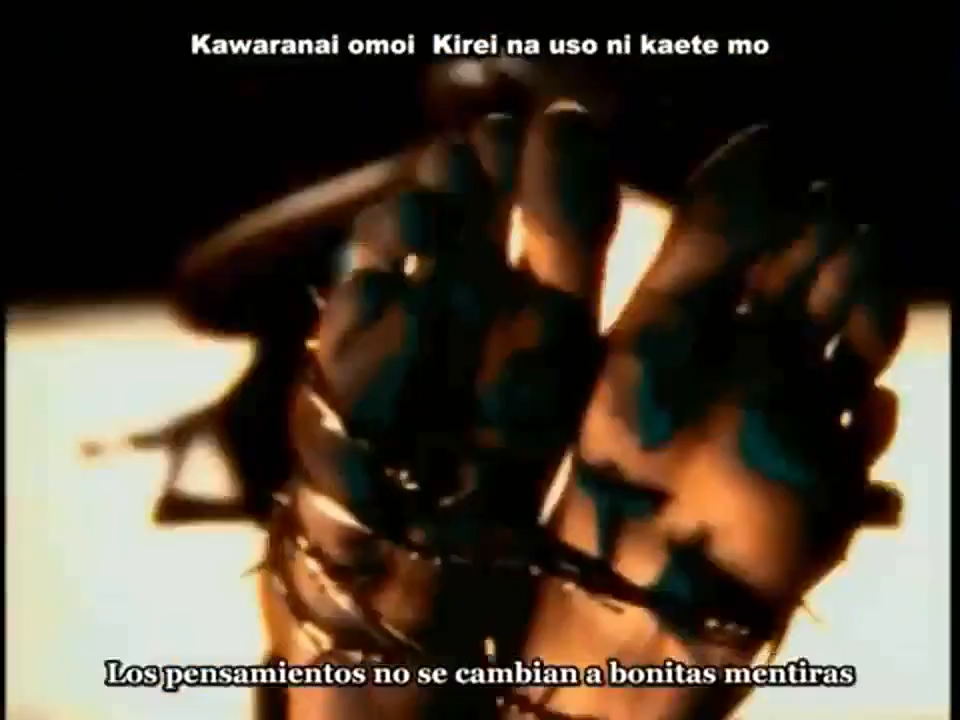 Kawaranai omoi Kirei na uso ni kaete mo
Los pensamientos no se cambian a bonitas mentiras